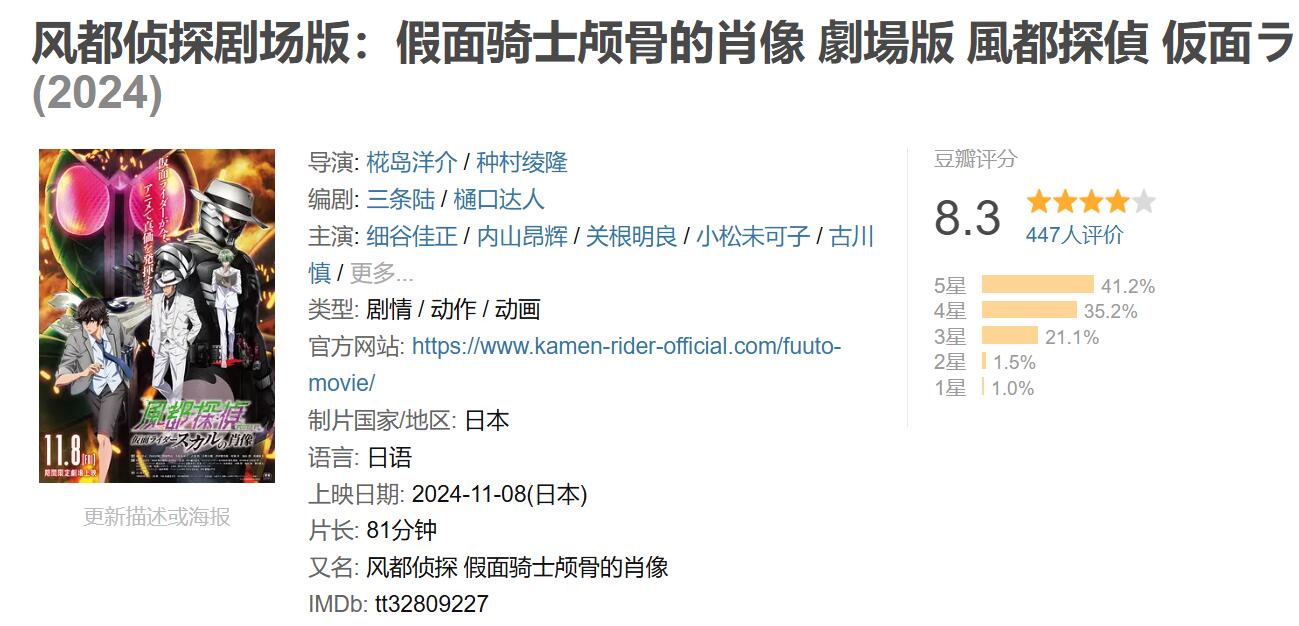 风都侦探剧场版：假面骑士颅骨的肖像 劇場版 風都探偵 仮面ラ
(2024)
仮面ライダーが今、
アニメで真価を発揮する。
風都探偵
仮面ライダースカルの肖像
11.8(FRI)
期間限定劇場上映
更新描述或海报
导演: 椛岛洋介 / 种村绫隆
编剧: 三条陆 / 樋口达人
主演: 细谷佳正 / 内山昂辉 / 关根明良 / 小松未可子 / 古川
慎 / 更多...
类型: 剧情 / 动作 / 动画
官方网站: https://www.kamen-rider-official.com/fuuto-
movie/
制片国家/地区: 日本
语言: 日语
上映日期: 2024-11-08(日本)
片长: 81分钟
又名: 风都侦探 假面骑士颅骨的肖像
IMDb: tt32809227
豆瓣评分
8.3
447人评价
5星 41.2%
4星 35.2%
3星 21.1%
2星 1.5%
1星 1.0%